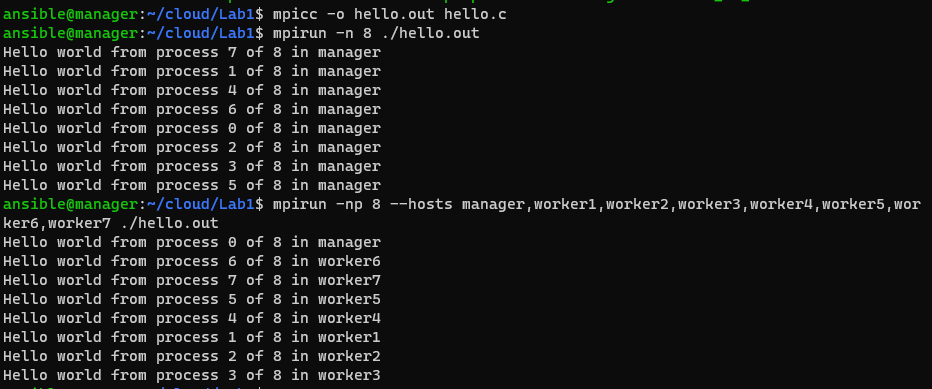 ansible@manager:~/cloud/Lab1$ mpicc -o hello.out hello.c
ansible@manager:~/cloud/Lab1$ mpirun -n 8 ./hello.out
Hello world from process 7 of 8 in manager
Hello world from process 1 of 8 in manager
Hello world from process 4 of 8 in manager
Hello world from process 6 of 8 in manager
Hello world from process 0 of 8 in manager
Hello world from process 2 of 8 in manager
Hello world from process 3 of 8 in manager
Hello world from process 5 of 8 in manager
ansible@manager:~/cloud/Lab1$ mpirun -np 8 --hosts manager,worker1,worker2,worker3,worker4,worker5,wor
ker6,worker7 ./hello.out
Hello world from process 0 of 8 in manager
Hello world from process 6 of 8 in worker6
Hello world from process 7 of 8 in worker7
Hello world from process 5 of 8 in worker5
Hello world from process 4 of 8 in worker4
Hello world from process 1 of 8 in worker1
Hello world from process 2 of 8 in worker2
Hello world from process 3 of 8 in worker3